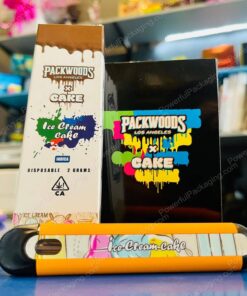 PACKWOODS
LOS ANGELES
X
CAKE
Ice Cream
Cake
INDICA
DISPOSABLE 2 GRAMS
CA
PACKWOODS
LOS ANGELES
X
CAKE
Ice Cream Cake